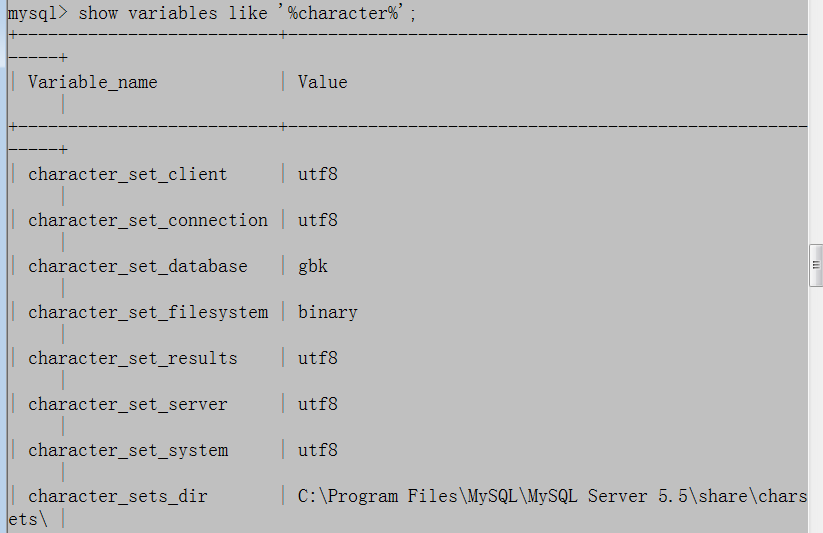 mysql> show variables like '%character%';
+--------------------------+----------------------------------------------------
-----+
| Variable_name            | Value
     |
+--------------------------+----------------------------------------------------
-----+
| character_set_client     | utf8
     |
| character_set_connection | utf8
     |
| character_set_database   | gbk
     |
| character_set_filesystem | binary
     |
| character_set_results    | utf8
     |
| character_set_server     | utf8
     |
| character_set_system     | utf8
     |
| character_sets_dir       | C:\Program Files\MySQL\MySQL Server 5.5\share\chars
ets\ |